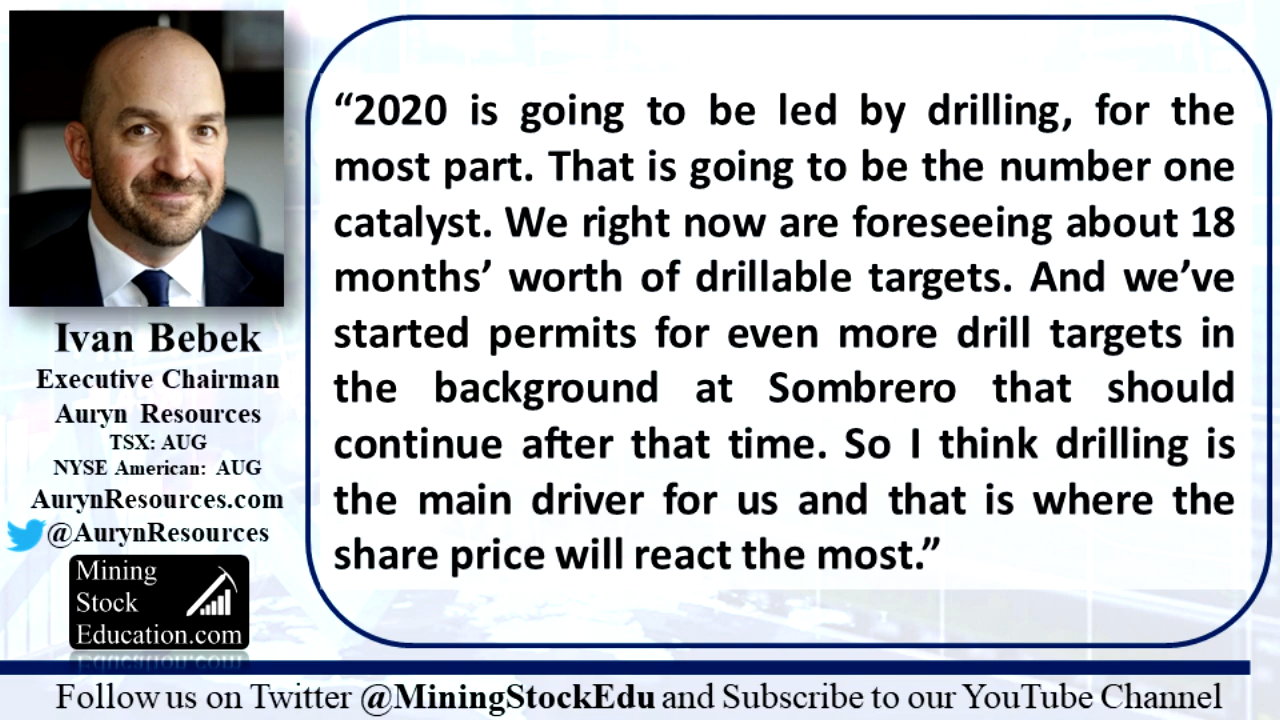 “2020 is going to be led by drilling, for the
most part. That is going to be the number one
catalyst. We right now are foreseeing about 18
months’ worth of drillable targets. And we’ve
started permits for even more drill targets in
the background at Sombrero that should
continue after that time. So I think drilling is
the main driver for us and that is where the
share price will react the most.”
Ivan Bebek
Executive Chairman
Auryn Resources
TSX: AUG
NYSE American: AUG
AurynResources.com
@AurynResources
Mining
Stock
Education.com
Follow us on Twitter @MiningStockEdu and Subscribe to our YouTube Channel